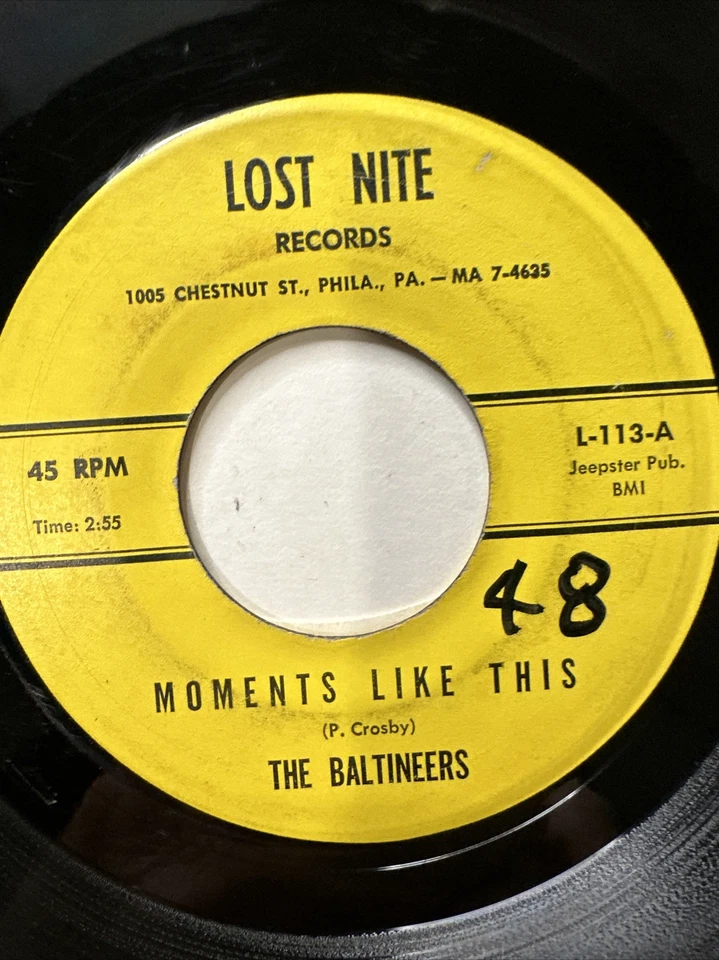 LOST NITE
RECORDS
1005 CHESTNUT ST., PHILA., PA. — MA 7-4635
45 RPM
Time: 2:55
L-113-A
Jeepster Pub.
BMI
48
MOMENTS LIKE THIS
(P. Crosby)
THE BALTINEERS